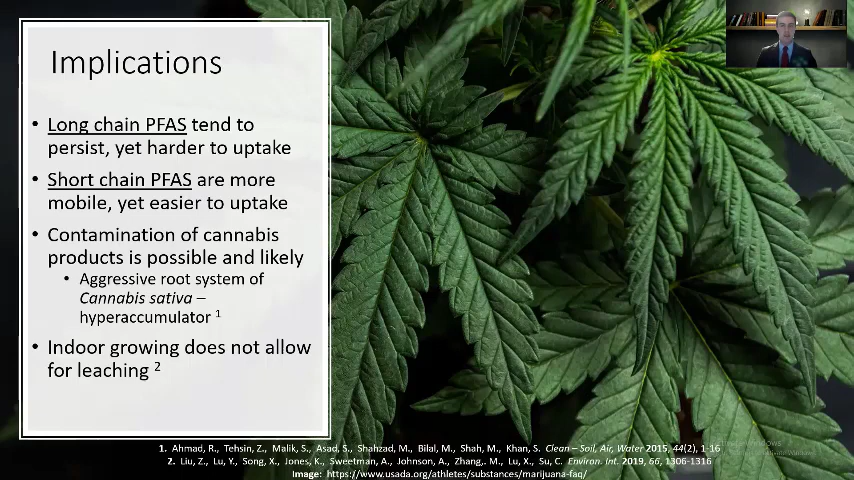 Implications
• Long chain PFAS tend to
persist, yet harder to uptake
• Short chain PFAS are more
mobile, yet easier to uptake
• Contamination of cannabis
products is possible and likely
• Aggressive root system of
Cannabis sativa –
hyperaccumulator 1
• Indoor growing does not allow
for leaching 2
1. Ahmad, R., Tehsin, Z., Malik, S., Asad, S., Shahzad, M., Bilal, M., Shah, M., Khan, S. Clean – Soil, Air, Water 2015, 44(2), 1-16
2. Liu, Z., Lu, Y., Song, X., Jones, K., Sweetman, A., Johnson, A., Zhang,. M., Lu, X., Su, C. Environ. Int. 2019, 66, 1306-1316
Image: https://www.usada.org/athletes/substances/marijuana-faq/